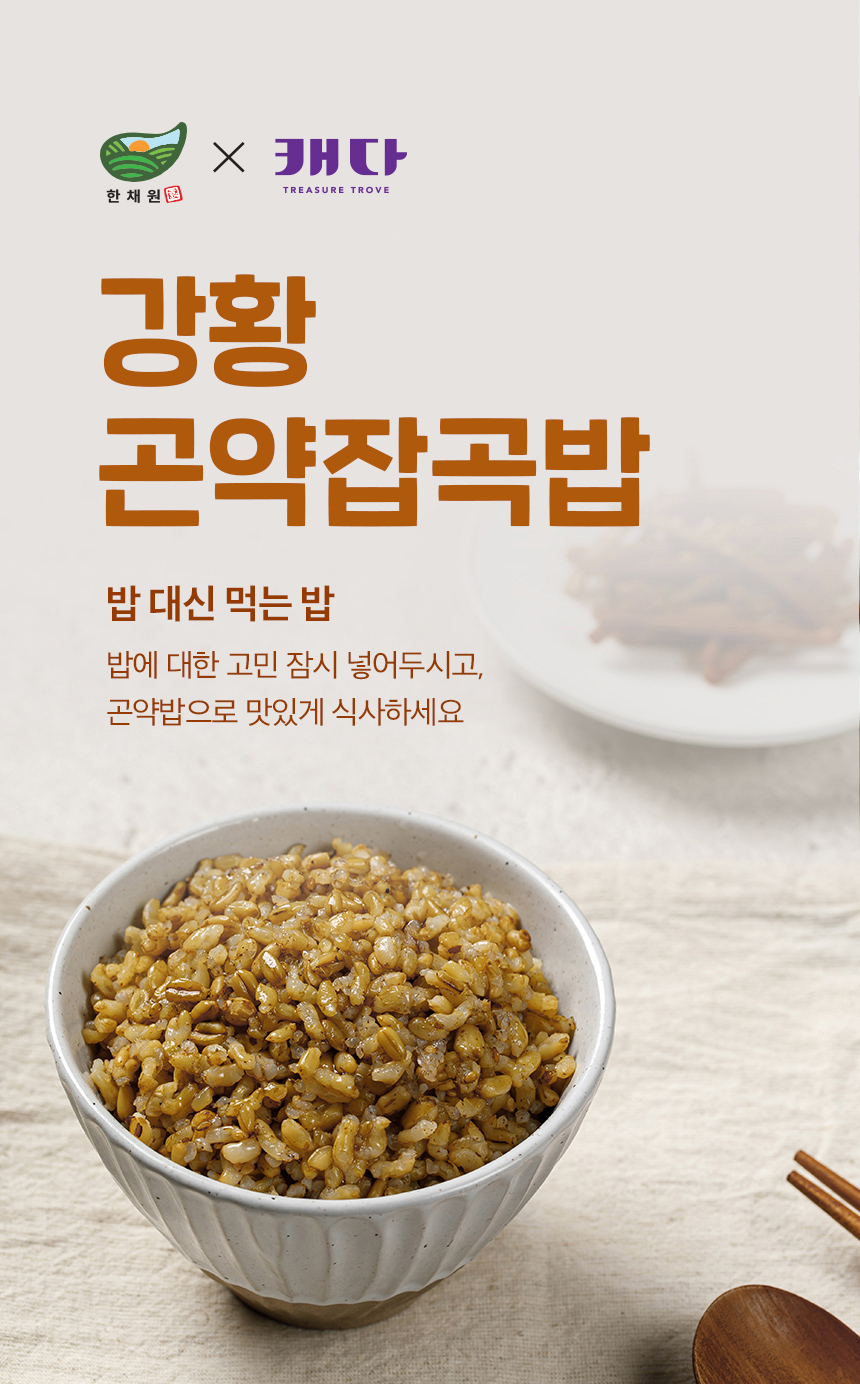 한채원 × 캐다
TREASURE TROVE
강황
곤약잡곡밥
밥 대신 먹는 밥
밥에 대한 고민 잠시 넣어두시고,
곤약밥으로 맛있게 식사하세요